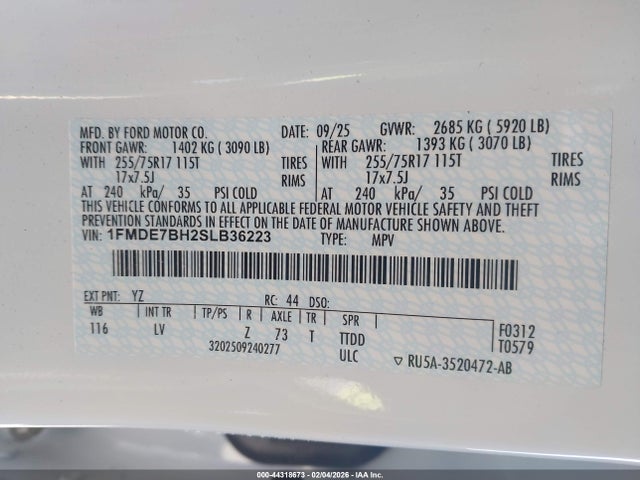 MFD. BY FORD MOTOR CO. DATE: 09/25 GVWR: 2685 KG ( 5920 LB)
FRONT GAWR: 1402 KG ( 3090 LB) REAR GAWR: 1393 KG ( 3070 LB)
WITH 255/75R17 115T TIRES WITH 255/75R17 115T TIRES
17x7.5J RIMS 17x7.5J RIMS
AT 240 kPa/ 35 PSI COLD AT 240 kPa/ 35 PSI COLD
THIS VEHICLE CONFORMS TO ALL APPLICABLE FEDERAL MOTOR VEHICLE SAFETY AND THEFT
PREVENTION STANDARDS IN EFFECT ON THE DATE OF MANUFACTURE SHOWN ABOVE.
VIN: 1FMDE7BH2SLB36223 TYPE: MPV
EXT PNT: YZ RC: 44 DSO:
WB INT TR TP/PS R AXLE TR SPR
116 LV Z 73 T TTDD
3202509240277 ULC
F0312
T0579
▽ RU5A-3520472-AB
000-44318673 - 02/04/2026 - IAA Inc.